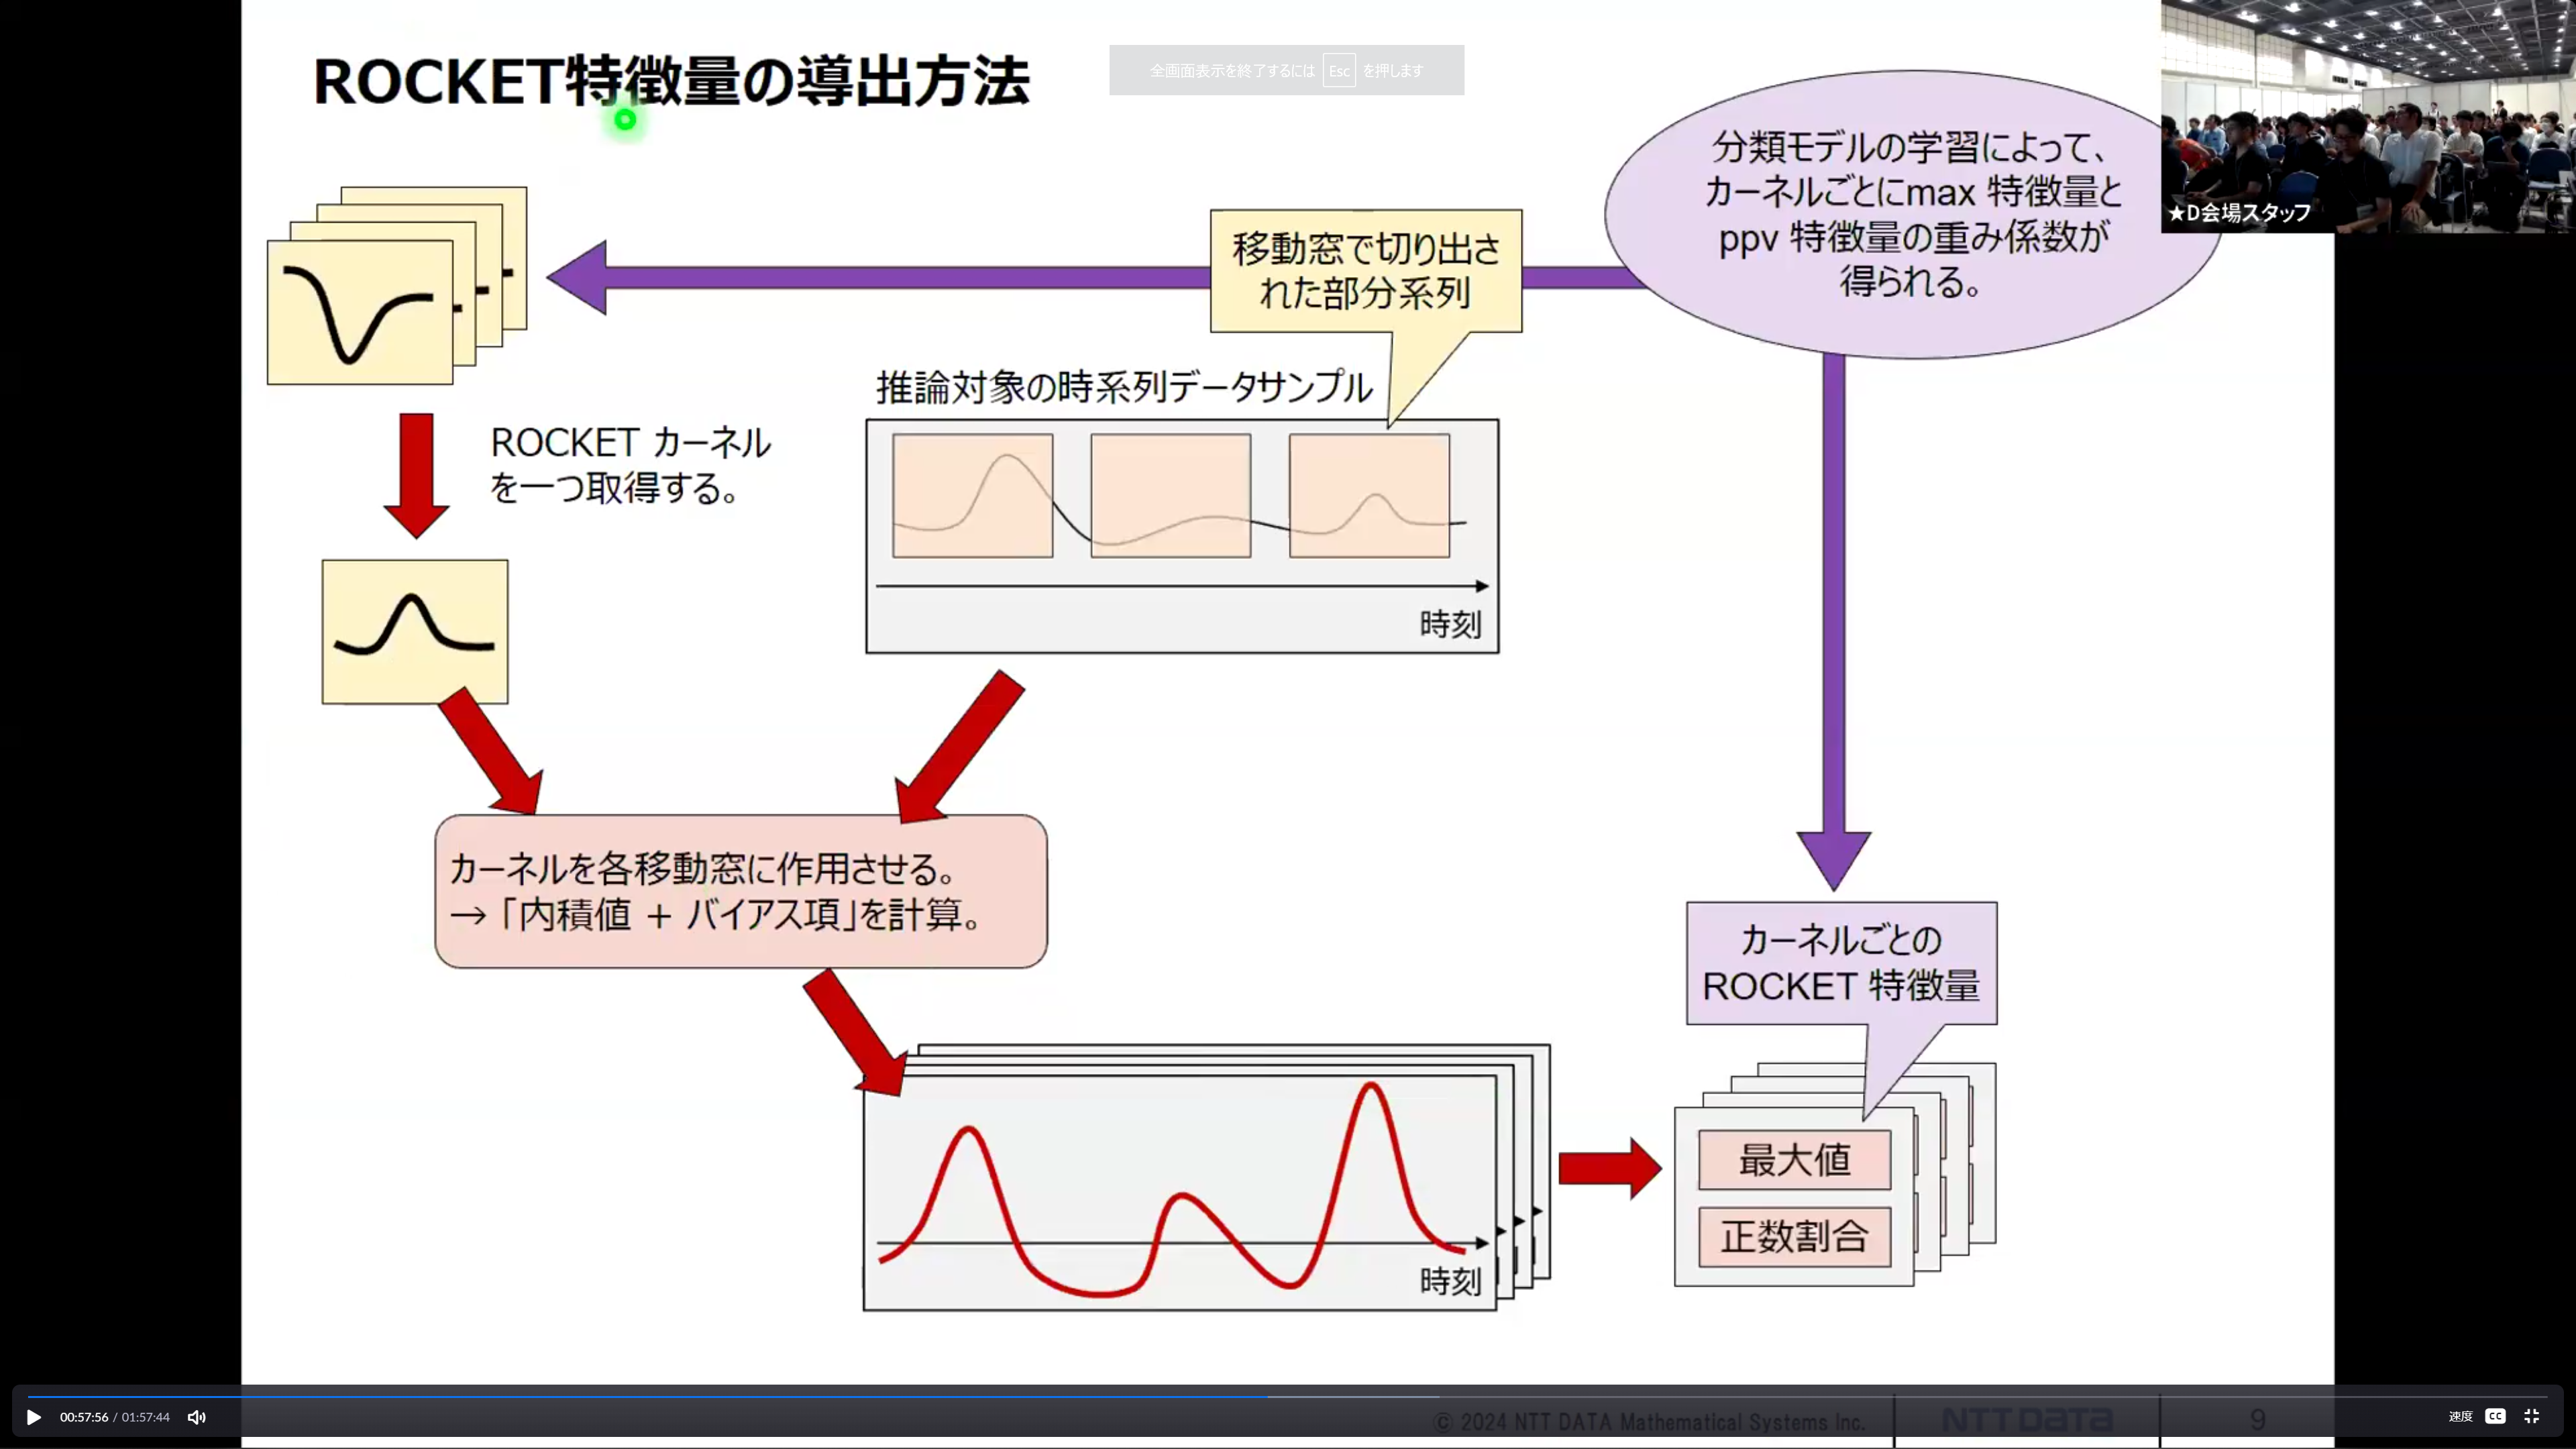 ROCKET特徴量の導出方法
全画面表示を終了するには Esc を押します
分類モデルの学習によって、
カーネルごとにmax 特徴量と
ppv 特徴量の重み係数が
得られる。
★D会場スタッフ
移動窓で切り出さ
れた部分系列
推論対象の時系列データサンプル
ROCKET カーネル
を一つ取得する。
時刻
カーネルを各移動窓に作用させる。
→「内積値 + バイアス項」を計算。
カーネルごとの
ROCKET 特徴量
最大値
正数割合
時刻
00:57:56 / 01:57:44
© 2024 NTT DATA Mathematical Systems Inc.
NTT DATA
9
速度
CC